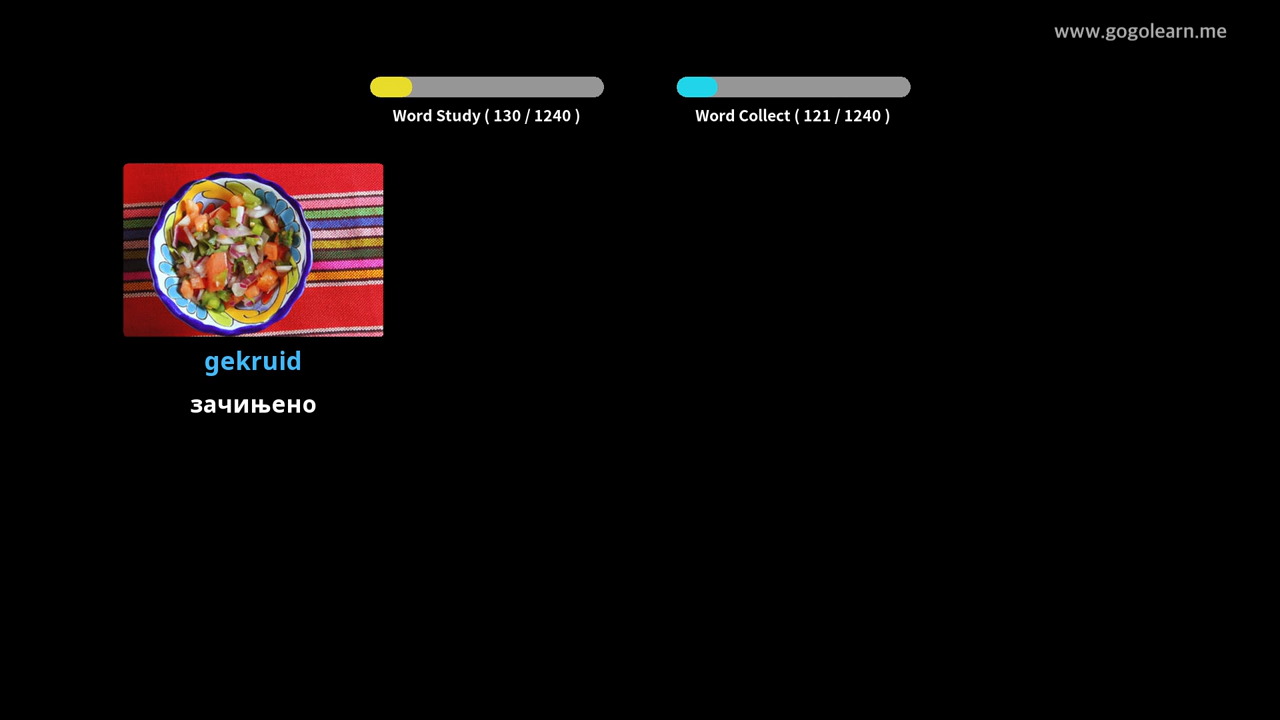 www.gogolearn.me
Word Study ( 130 / 1240 )
Word Collect ( 121 / 1240 )
gekruid
зачињено